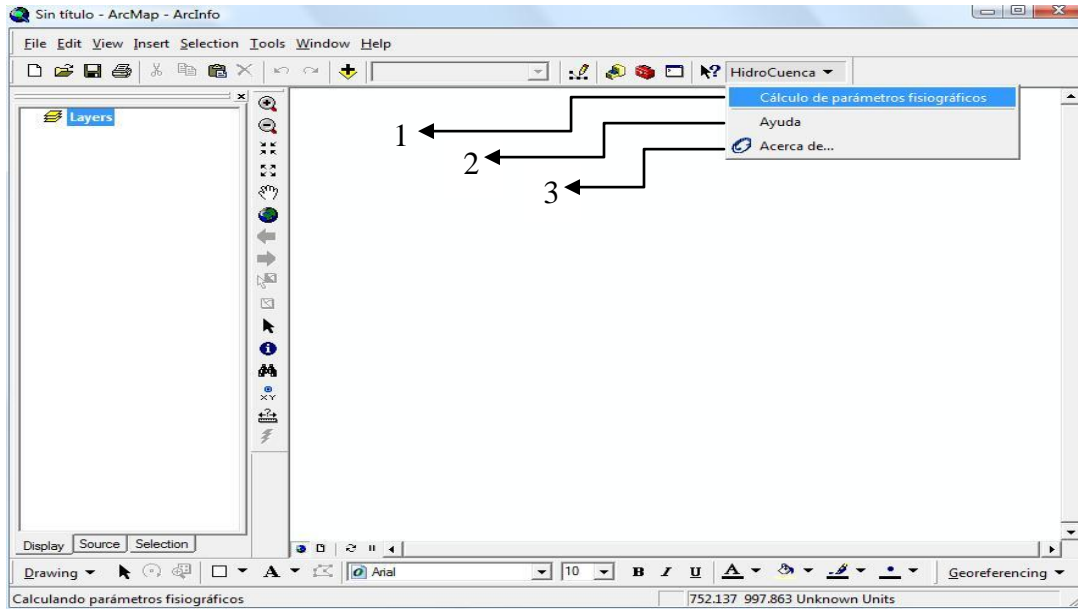 Sin título - ArcMap - ArcInfo
File Edit View Insert Selection Tools Window Help
HidroCuenca
Layers
Cálculo de parámetros fisiográficos
Ayuda
Acerca de...
1
2
3
XY
Display Source Selection
Drawing A Arial 10 B I U A Georeferencing
Calculando parámetros fisiográficos 752.137 997.863 Unknown Units